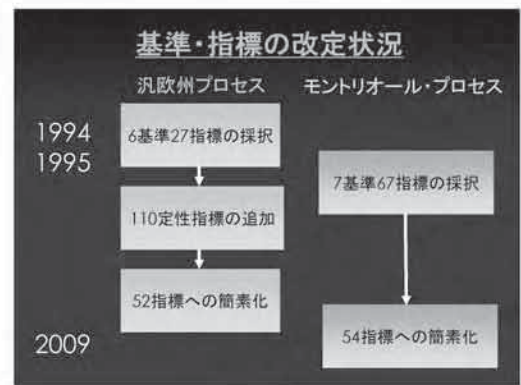 基準・指標の改定状況
汎欧州プロセス
モントリオール・プロセス
1994
6基準27指標の採択
1995
7基準67指標の採択
110定性指標の追加
52指標への簡素化
2009
54指標への簡素化